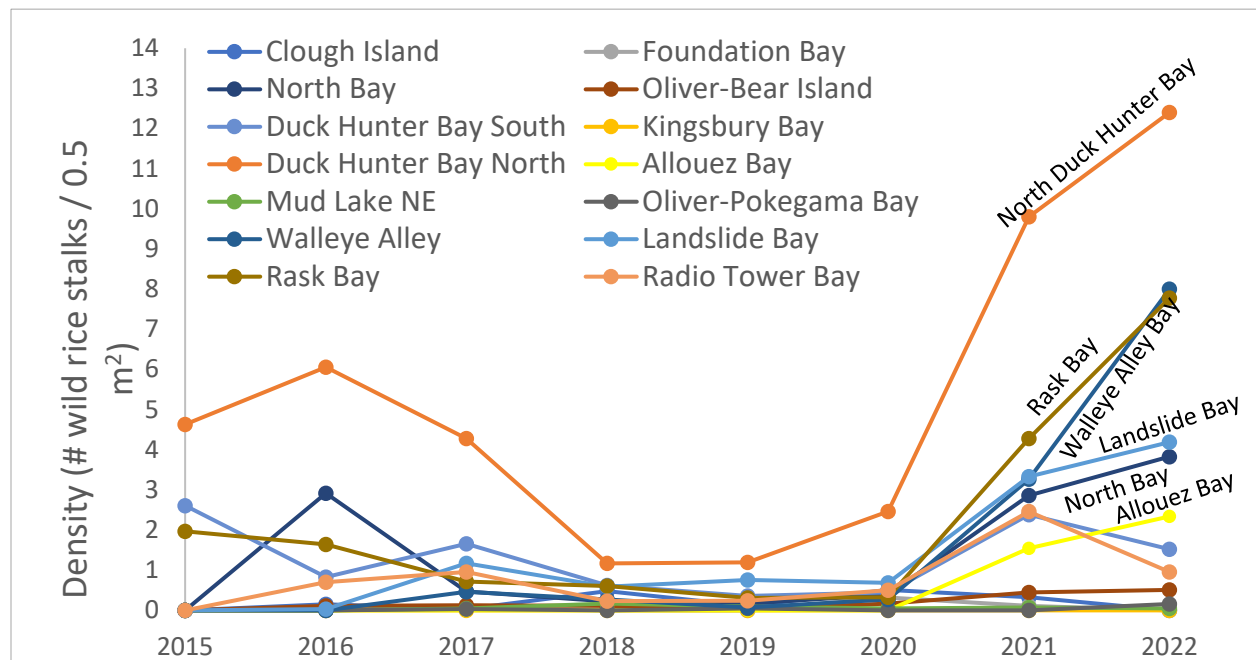 Density (# wild rice stalks / 0.5
m²)
14
13
12
11
10
9
8
7
6
5
4
3
2
1
0
Clough Island
Foundation Bay
North Bay
Oliver-Bear Island
Duck Hunter Bay South
Kingsbury Bay
Duck Hunter Bay North
Allouez Bay
Mud Lake NE
Oliver-Pokegama Bay
Walleye Alley
Landslide Bay
Rask Bay
Radio Tower Bay
North Duck Hunter Bay
Rask Bay
Walleye Alley Bay
Landslide Bay
North Bay
Allouez Bay
2015
2016
2017
2018
2019
2020
2021
2022